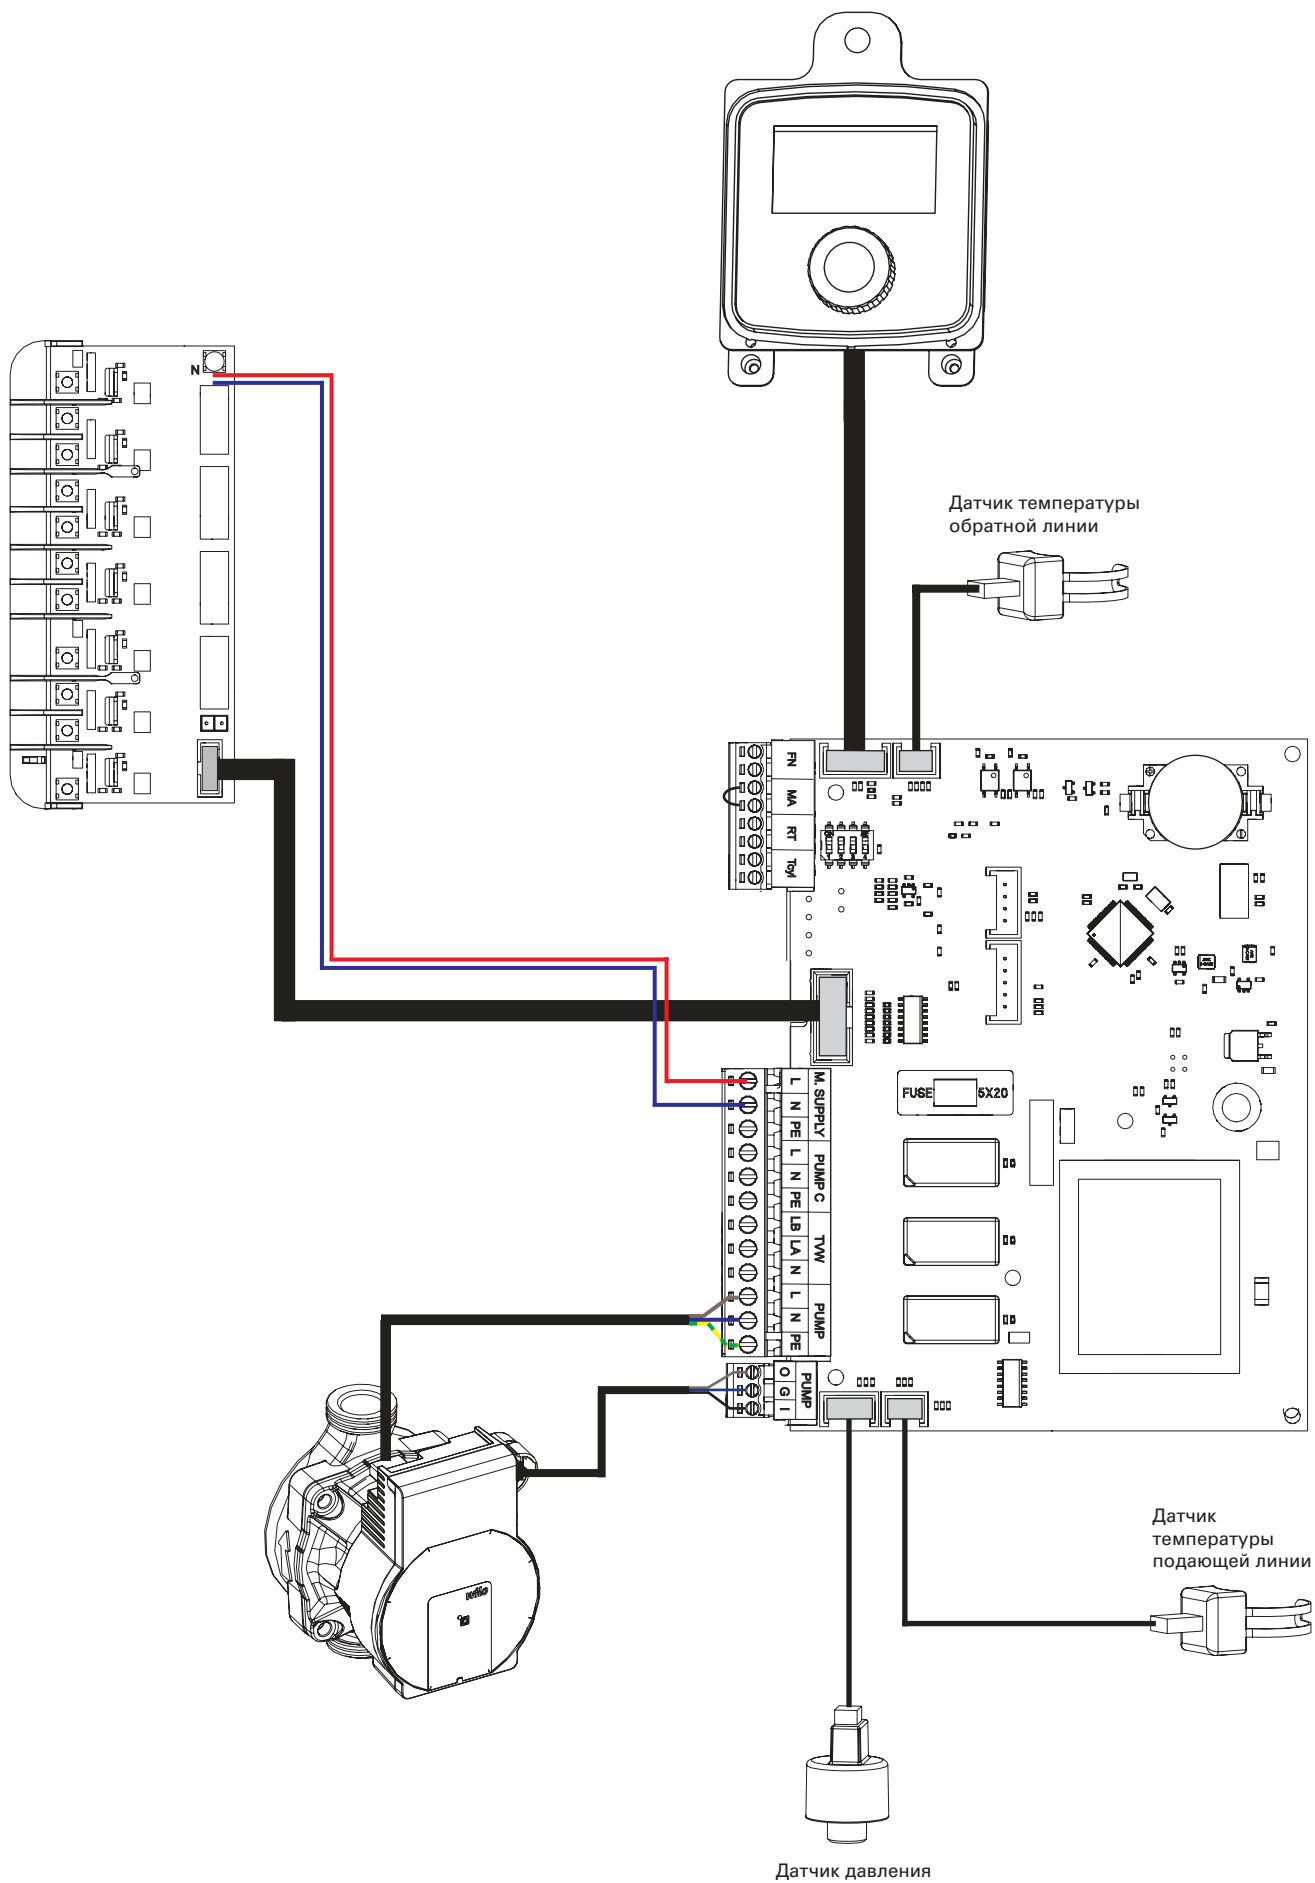 N
Датчик температуры
обратной линии
FN
MA
RT
Tcyl
M. SUPPLY
L
N
PE
PUMP C
L
N
PE
TVW
LB
LA
N
PUMP
L
N
PE
PUMP
O
G
I
FUSE 5X20
wilo
Датчик
температуры
подающей линии
Датчик давления